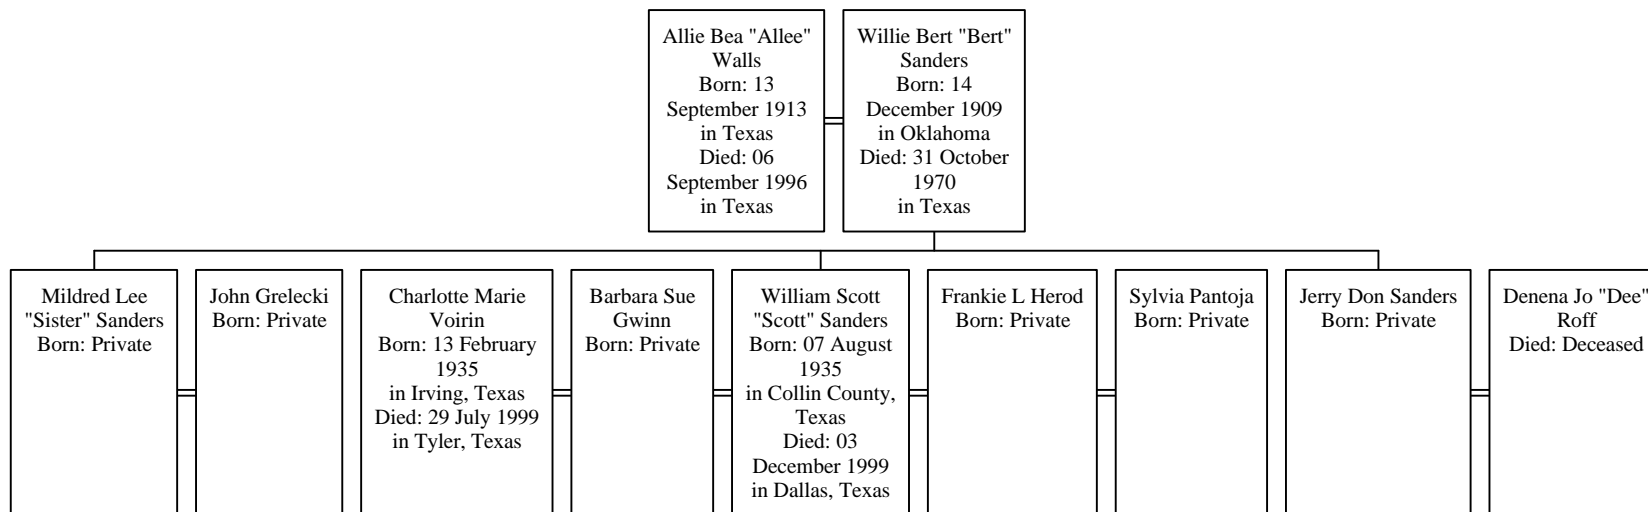 Allie Bea "Allee"
Walls
Born: 13
September 1913
in Texas
Died: 06
September 1996
in Texas
Willie Bert "Bert"
Sanders
Born: 14
December 1909
in Oklahoma
Died: 31 October
1970
in Texas
Mildred Lee
"Sister" Sanders
Born: Private
John Grelecki
Born: Private
Charlotte Marie
Voirin
Born: 13 February
1935
in Irving, Texas
Died: 29 July 1999
in Tyler, Texas
Barbara Sue
Gwinn
Born: Private
William Scott
"Scott" Sanders
Born: 07 August
1935
in Collin County,
Texas
Died: 03
December 1999
in Dallas, Texas
Frankie L Herod
Born: Private
Sylvia Pantoja
Born: Private
Jerry Don Sanders
Born: Private
Denena Jo "Dee"
Roff
Died: Deceased